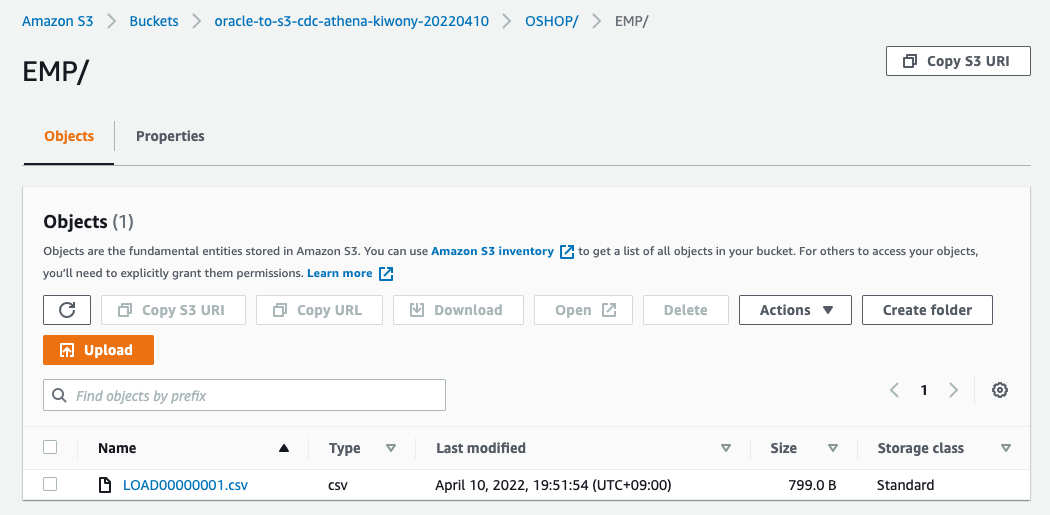 Amazon S3 > Buckets > oracle-to-s3-cdc-athena-kiwony-20220410 > OSHOP/ > EMP/
EMP/
Copy S3 URI
Objects
Properties
Objects (1)
Objects are the fundamental entities stored in Amazon S3. You can use Amazon S3 inventory to get a list of all objects in your bucket. For others to access your objects,
you'll need to explicitly grant them permissions. Learn more
Copy S3 URI Copy URL Download Open Delete Actions Create folder
Upload
Find objects by prefix
1
Name Type Last modified Size Storage class
LOAD00000001.csv csv April 10, 2022, 19:51:54 (UTC+09:00) 799.0 B Standard